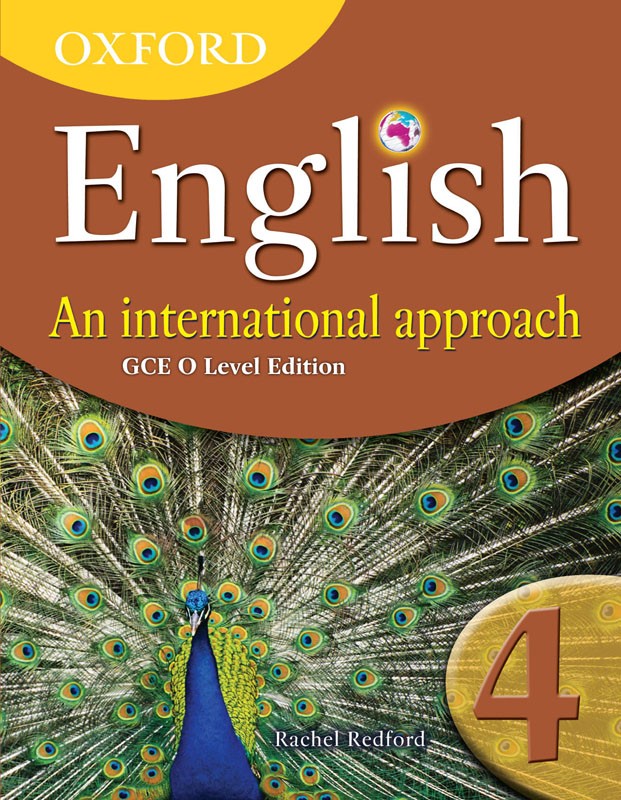 OXFORD
English
An international approach
GCE O Level Edition
4
Rachel Redford